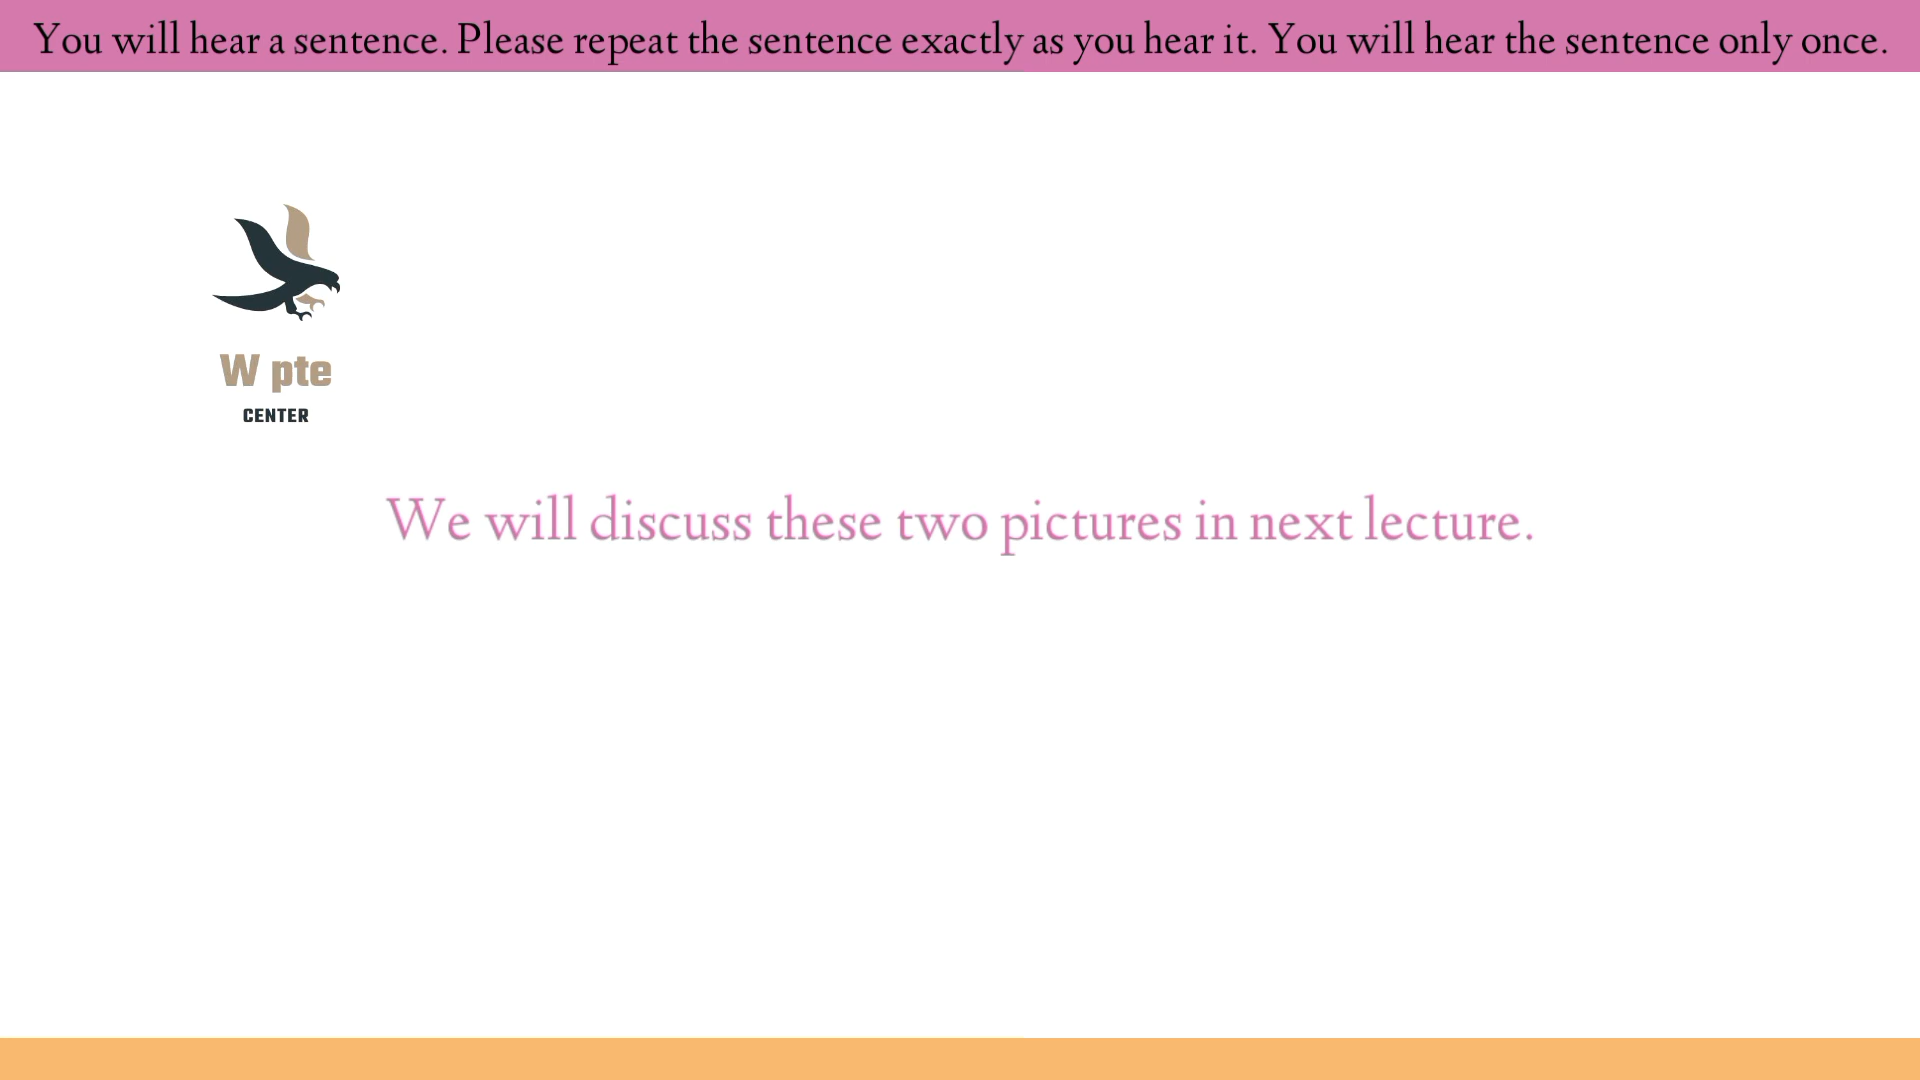 You will hear a sentence. Please repeat the sentence exactly as you hear it. You will hear the sentence only once.
W pte
CENTER
We will discuss these two pictures in next lecture.